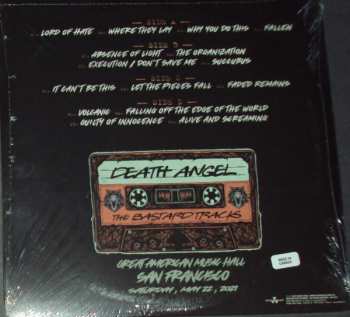 SIDE A
LORD OF HATE WHERE THEY LAY WHY YOU DO THIS FALLEN
SIDE B
ABSENCE OF LIGHT THE ORGANIZATION
EXECUTION / DON'T SAVE ME SUCCUBUS
SIDE C
IT CAN'T BE THIS LET THE PIECES FALL FADED REMAINS
SIDE D
VOLCANIC FALLING OFF THE EDGE OF THE WORLD
GUILTY OF INNOCENCE ALIVE AND SCREAMING
DEATH ANGEL
THE BASTARD TRACKS
GREAT AMERICAN MUSIC HALL
SAN FRANCISCO
SATURDAY, MAY 22, 2021
MADE IN